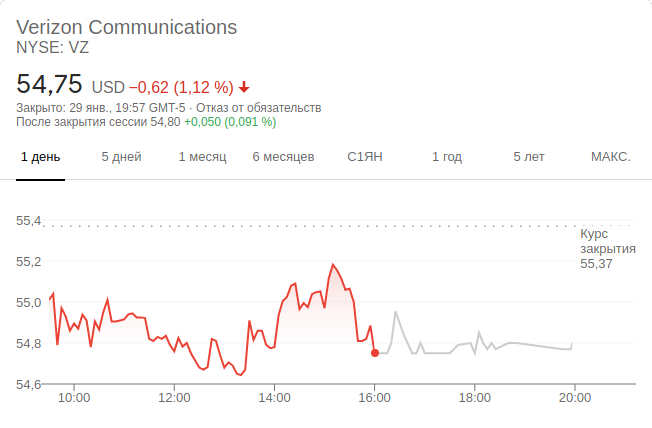 Verizon Communications
NYSE: VZ
54,75 USD −0,62 (1,12 %)
Закрыто: 29 янв., 19:57 GMT-5 · Отказ от обязательств
После закрытия сессии 54,80 +0,050 (0,091 %)
1 день 5 дней 1 месяц 6 месяцев С1ЯН 1 год 5 лет МАКС.
55,4
Курс
закрытия
55,37
55,2
55,0
54,8
54,6
10:00 12:00 14:00 16:00 18:00 20:00